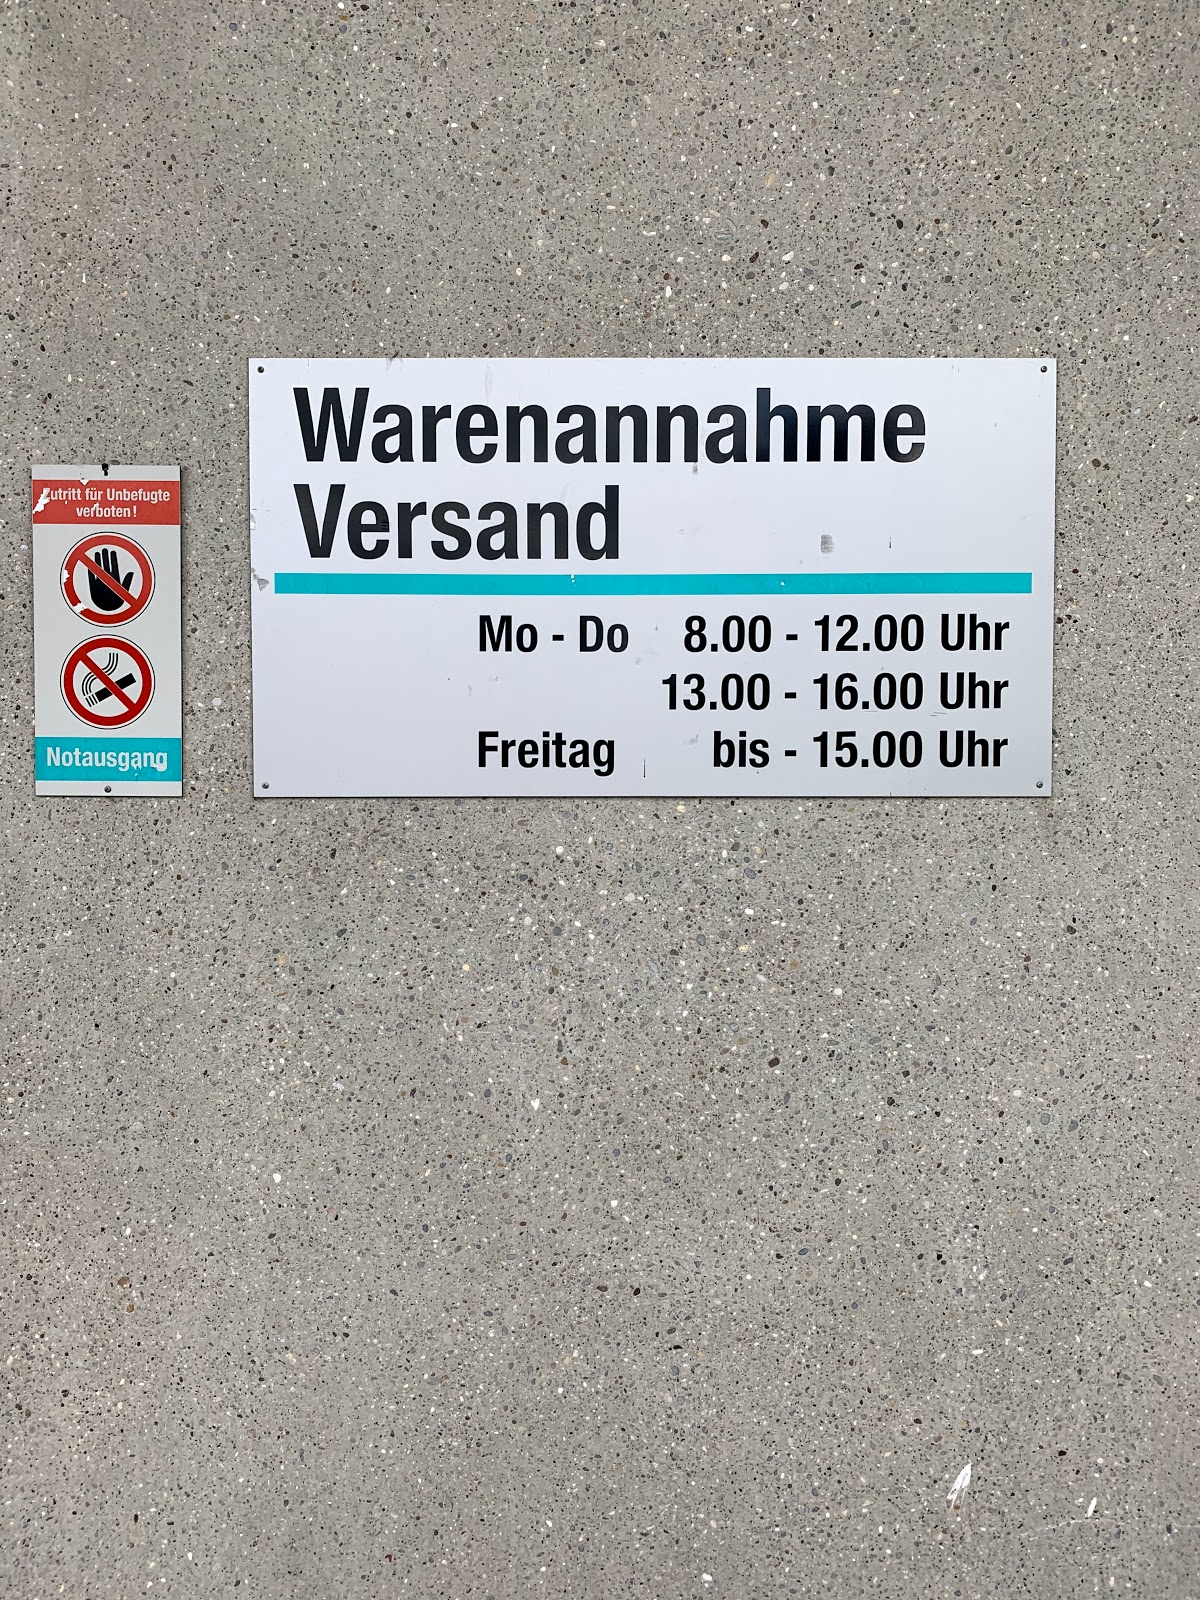 Warenannahme
Versand
Mo - Do 8.00 - 12.00 Uhr
13.00 - 16.00 Uhr
Freitag bis - 15.00 Uhr
Zutritt für Unbefugte
verboten!
Notausgang